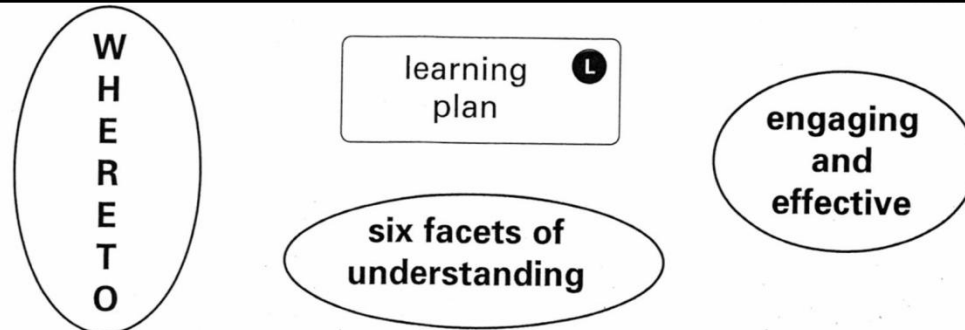 W
H
E
R
E
T
O
learning L
plan
six facets of
understanding
engaging
and
effective